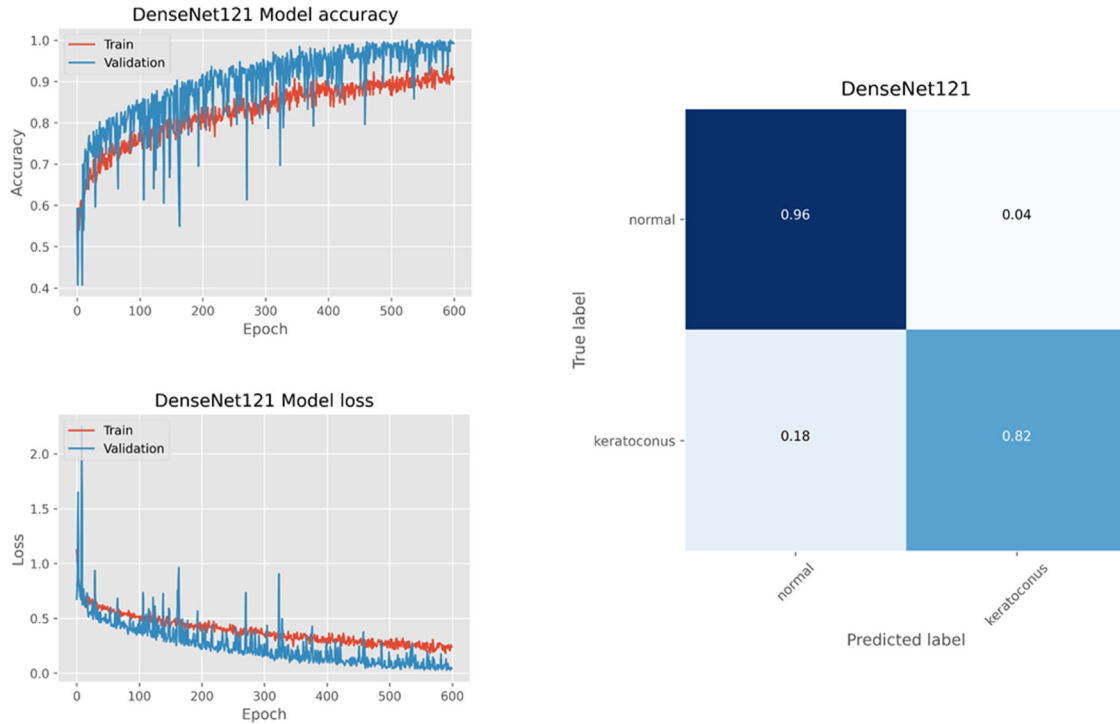 DenseNet121 Model accuracy
Train
Validation
1.0
0.9
0.8
0.7
0.6
0.5
0.4
Accuracy
0 100 200 300 400 500 600
Epoch
DenseNet121 Model loss
Train
Validation
2.0
1.5
1.0
0.5
0.0
Loss
0 100 200 300 400 500 600
Epoch
DenseNet121
True label
normal
0.96 0.04
keratoconus
0.18 0.82
normal
keratoconus
Predicted label